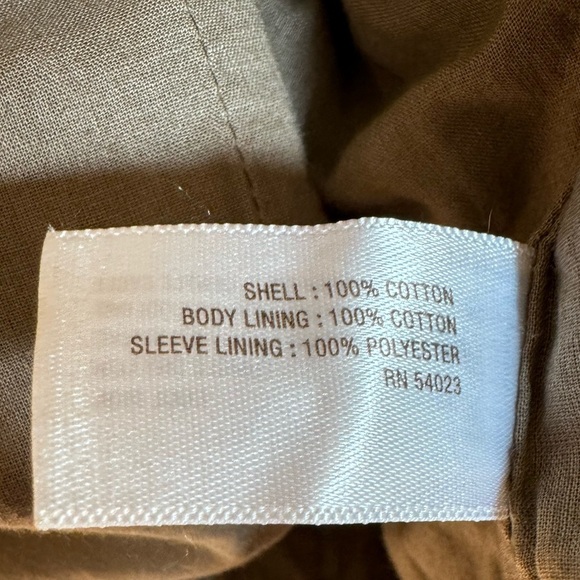 SHELL : 100% COTTON
BODY LINING : 100% COTTON
SLEEVE LINING : 100% POLYESTER
RN 54023